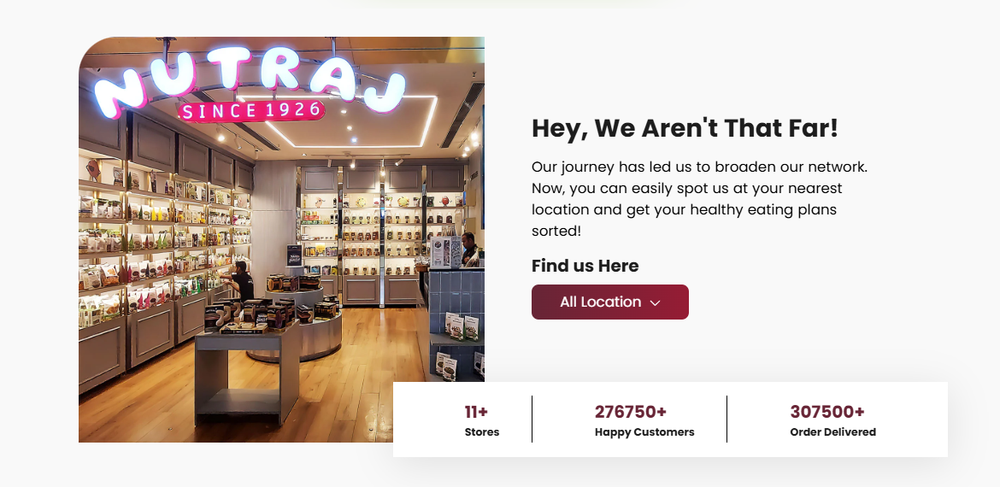 NUTRAJ
SINCE 1926
Hey, We Aren't That Far!
Our journey has led us to broaden our network.
Now, you can easily spot us at your nearest
location and get your healthy eating plans
sorted!
Find us Here
All Location
11+
Stores
276750+
Happy Customers
307500+
Order Delivered